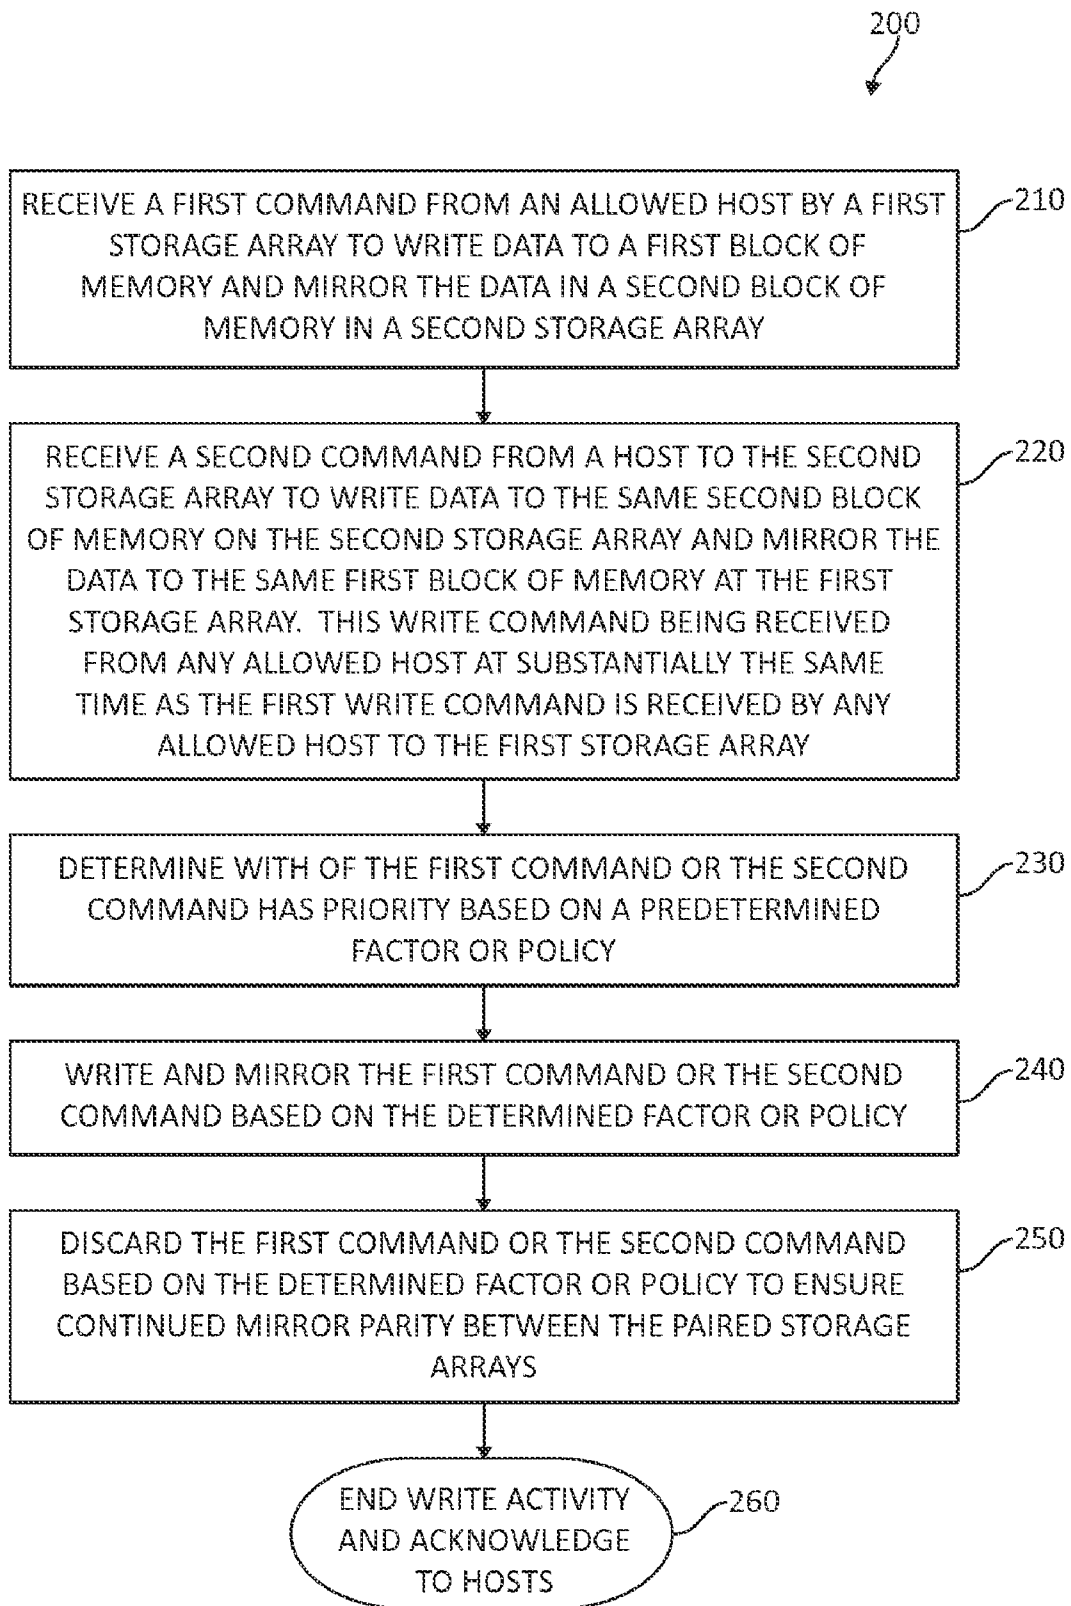 200
RECEIVE A FIRST COMMAND FROM AN ALLOWED HOST BY A FIRST
STORAGE ARRAY TO WRITE DATA TO A FIRST BLOCK OF
MEMORY AND MIRROR THE DATA IN A SECOND BLOCK OF
MEMORY IN A SECOND STORAGE ARRAY
210
RECEIVE A SECOND COMMAND FROM A HOST TO THE SECOND
STORAGE ARRAY TO WRITE DATA TO THE SAME SECOND BLOCK
OF MEMORY ON THE SECOND STORAGE ARRAY AND MIRROR THE
DATA TO THE SAME FIRST BLOCK OF MEMORY AT THE FIRST
STORAGE ARRAY. THIS WRITE COMMAND BEING RECEIVED
FROM ANY ALLOWED HOST AT SUBSTANTIALLY THE SAME
TIME AS THE FIRST WRITE COMMAND IS RECEIVED BY ANY
ALLOWED HOST TO THE FIRST STORAGE ARRAY
220
DETERMINE WITH OF THE FIRST COMMAND OR THE SECOND
COMMAND HAS PRIORITY BASED ON A PREDETERMINED
FACTOR OR POLICY
230
WRITE AND MIRROR THE FIRST COMMAND OR THE SECOND
COMMAND BASED ON THE DETERMINED FACTOR OR POLICY
240
DISCARD THE FIRST COMMAND OR THE SECOND COMMAND
BASED ON THE DETERMINED FACTOR OR POLICY TO ENSURE
CONTINUED MIRROR PARITY BETWEEN THE PAIRED STORAGE
ARRAYS
250
END WRITE ACTIVITY
AND ACKNOWLEDGE
TO HOSTS
260